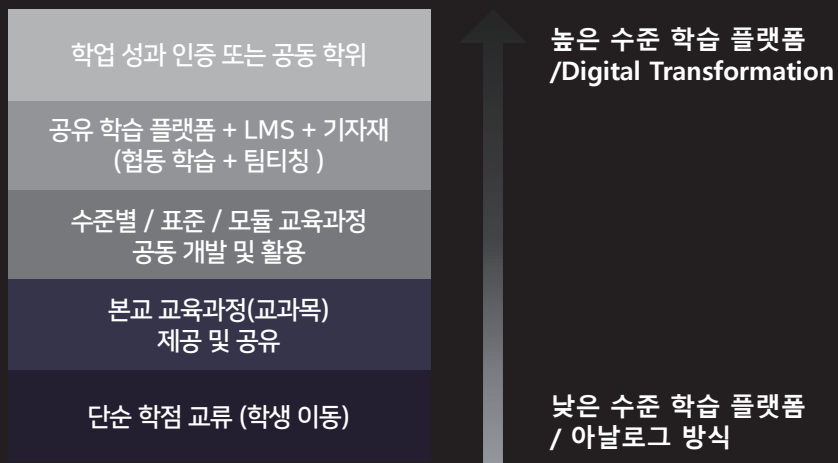 학업 성과 인증 또는 공동 학위
공유 학습 플랫폼 + LMS + 기자재
(협동 학습 + 팀티칭 )
수준별 / 표준 / 모듈 교육과정
공동 개발 및 활용
본교 교육과정(교과목)
제공 및 공유
단순 학점 교류 (학생 이동)
높은 수준 학습 플랫폼
/Digital Transformation
낮은 수준 학습 플랫폼
/ 아날로그 방식